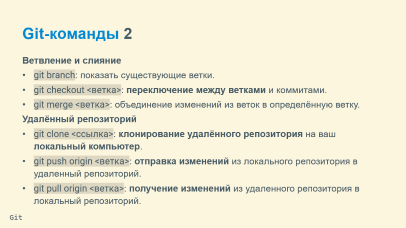 Git-команды 2
Ветвление и слияние
• git branch: показать существующие ветки.
• git checkout <ветка>: переключение между ветками и коммитами.
• git merge <ветка>: объединение изменений из веток в определённую ветку.
Удалённый репозиторий
• git clone <ссылка>: клонирование удалённого репозитория на ваш
локальный компьютер.
• git push origin <ветка>: отправка изменений из локального репозитория в
удаленный репозиторий.
• git pull origin <ветка>: получение изменений из удаленного репозитория в
локальный репозиторий.
Git